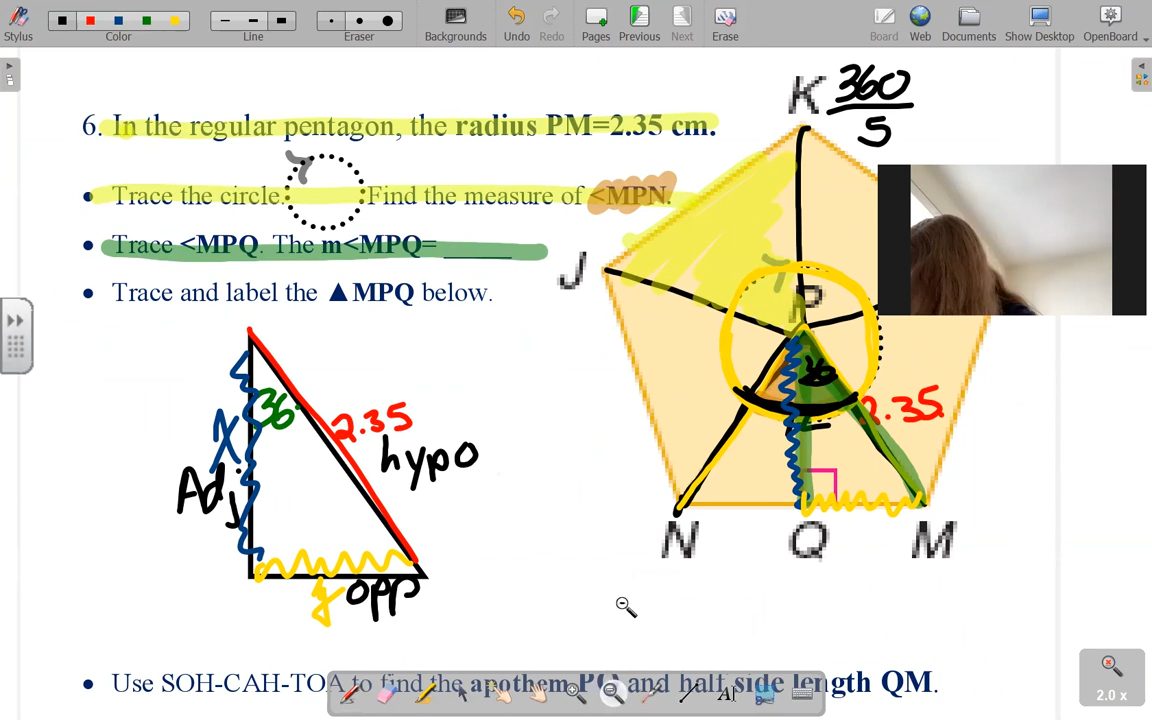 Stylus
Color
Line
Eraser
Backgrounds
Undo
Redo
Pages
Previous
Next
Erase
Board
Web
Documents
Show Desktop
OpenBoard
6. In the regular pentagon, the radius PM=2.35 cm.
• Trace the circle. Find the measure of <MPN.
• Trace <MPQ. The m<MPQ= ______
• Trace and label the ▲MPQ below.
K
360
5
J
P
36
2.35
N
Q
M
36°
2.35
hypo
x
Adj
y opp
• Use SOH-CAH-TOA to find the apothem PQ and half side length QM.
2.0 x